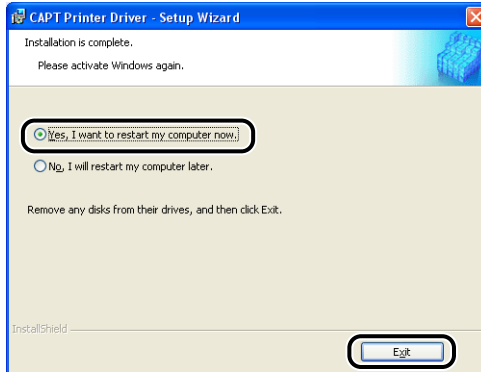 CAPT Printer Driver - Setup Wizard
Installation is complete.
Please activate Windows again.
Yes, I want to restart my computer now.
No, I will restart my computer later.
Remove any disks from their drives, and then click Exit.
InstallShield
Exit